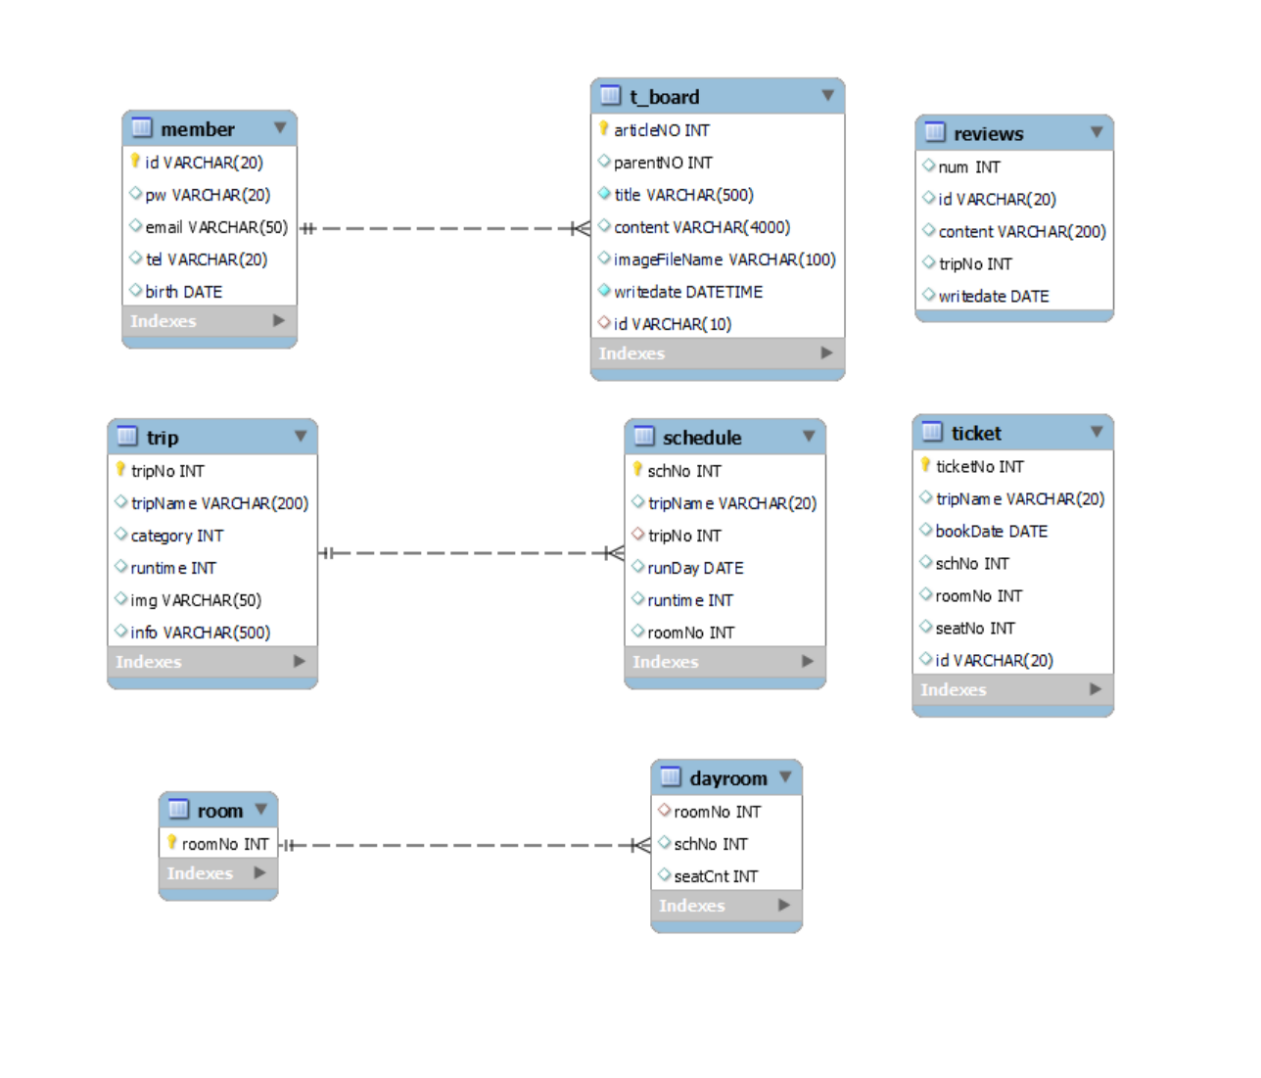 member
id VARCHAR(20)
pw VARCHAR(20)
email VARCHAR(50)
tel VARCHAR(20)
birth DATE
Indexes
t_board
articleNO INT
parentNO INT
title VARCHAR(500)
content VARCHAR(4000)
imageFileName VARCHAR(100)
writedate DATETIME
id VARCHAR(10)
Indexes
reviews
num INT
id VARCHAR(20)
content VARCHAR(200)
tripNo INT
writedate DATE
trip
tripNo INT
tripName VARCHAR(200)
category INT
runtime INT
img VARCHAR(50)
info VARCHAR(500)
Indexes
schedule
schNo INT
tripName VARCHAR(20)
tripNo INT
runDay DATE
runtime INT
roomNo INT
Indexes
ticket
ticketNo INT
tripName VARCHAR(20)
bookDate DATE
schNo INT
roomNo INT
seatNo INT
id VARCHAR(20)
Indexes
room
roomNo INT
Indexes
dayroom
roomNo INT
schNo INT
seatCnt INT
Indexes